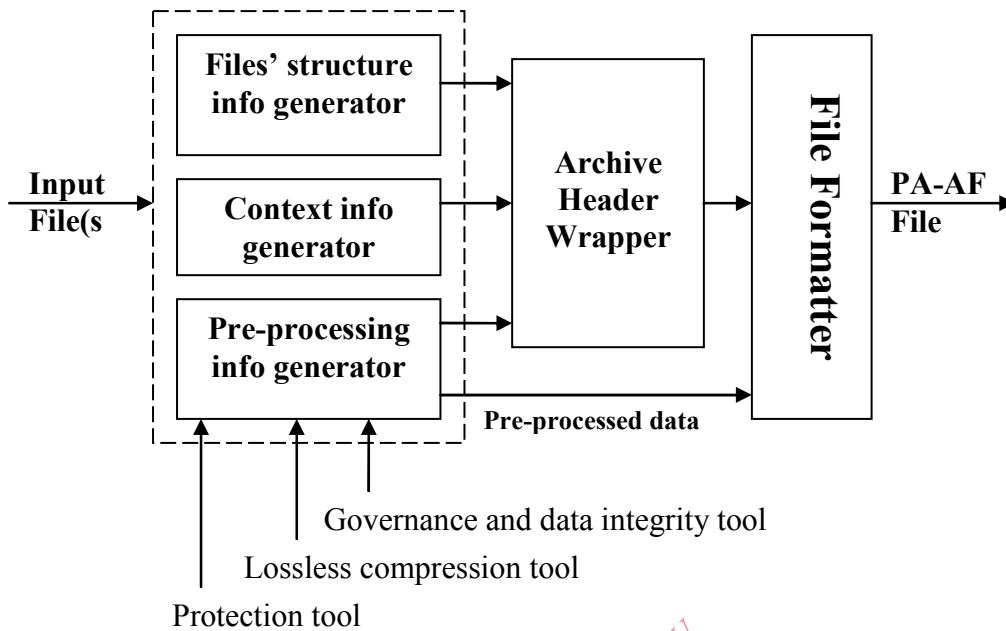 Files' structure
info generator
Input
File(s
Context info
generator
Pre-processing
info generator
Archive
Header
Wrapper
File Formatter
PA-AF
File
Pre-processed data
Governance and data integrity tool
Lossless compression tool
Protection tool